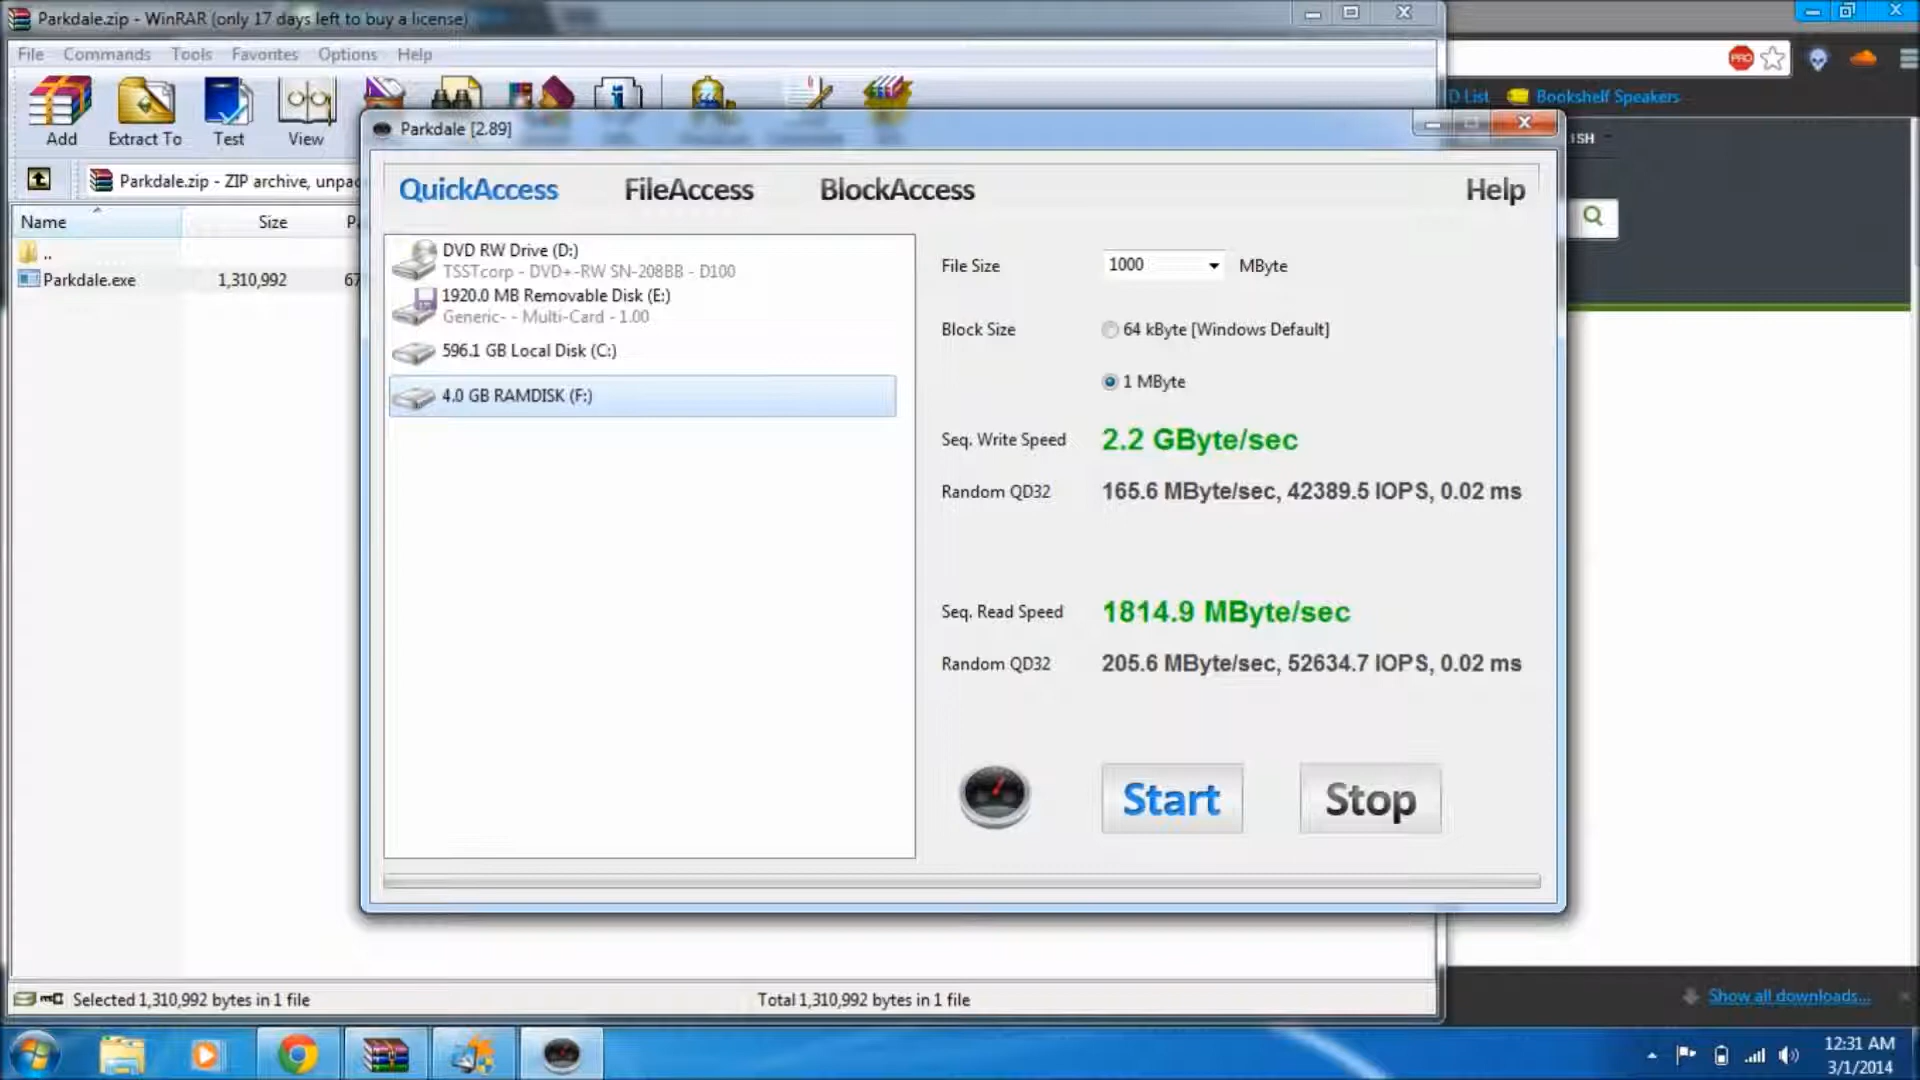 Parkdale.zip - WinRAR (only 17 days left to buy a license)
File Commands Tools Favorites Options Help
PRO
D List
Bookshelf Speakers
Add
Extract To
Test
View
Parkdale [2.89]
ISH
Parkdale.zip - ZIP archive, unpa
QuickAccess
FileAccess
BlockAccess
Help
Name
Size
P
..
Parkdale.exe
1,310,992
67
DVD RW Drive (D:)
TSSTcorp - DVD+-RW SN-208BB - D100
1920.0 MB Removable Disk (E:)
Generic- - Multi-Card - 1.00
596.1 GB Local Disk (C:)
4.0 GB RAMDISK (F:)
File Size
1000
MByte
Block Size
64 kByte [Windows Default]
1 MByte
Seq. Write Speed
2.2 GByte/sec
Random QD32
165.6 MByte/sec, 42389.5 IOPS, 0.02 ms
Seq. Read Speed
1814.9 MByte/sec
Random QD32
205.6 MByte/sec, 52634.7 IOPS, 0.02 ms
Start
Stop
Selected 1,310,992 bytes in 1 file
Total 1,310,992 bytes in 1 file
Show all downloads...
12:31 AM
3/1/2014